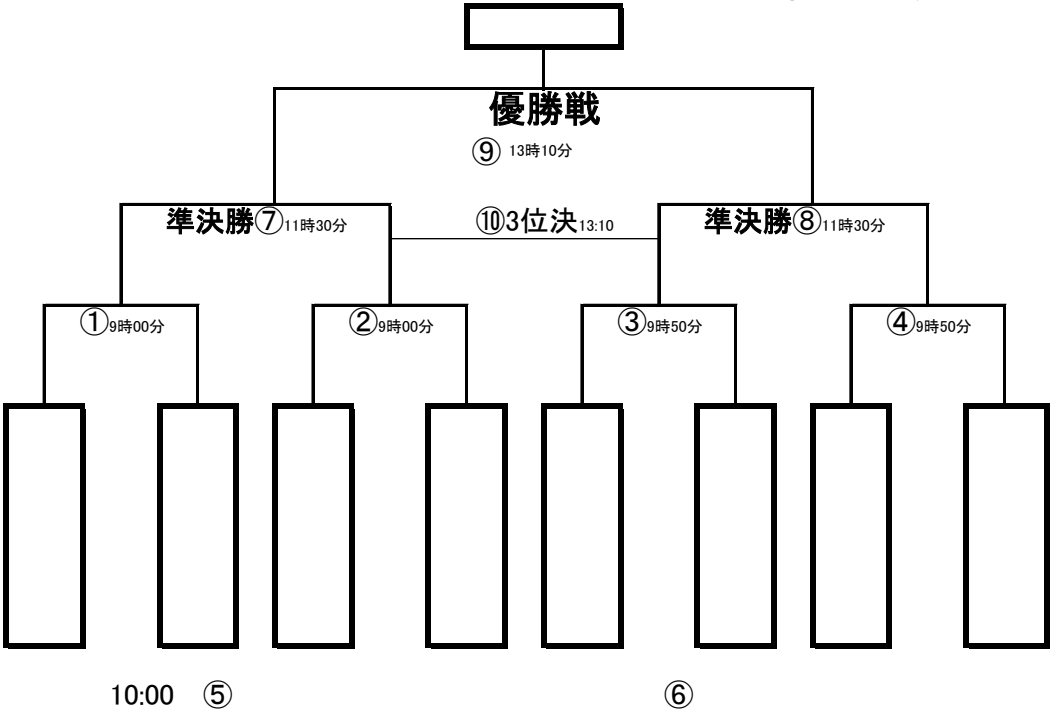 優勝戦
⑨ 13時10分
準決勝⑦11時30分 ⑩3位決13:10 準決勝⑧11時30分
①9時00分 ②9時00分 ③9時50分 ④9時50分
10:00 ⑤ ⑥